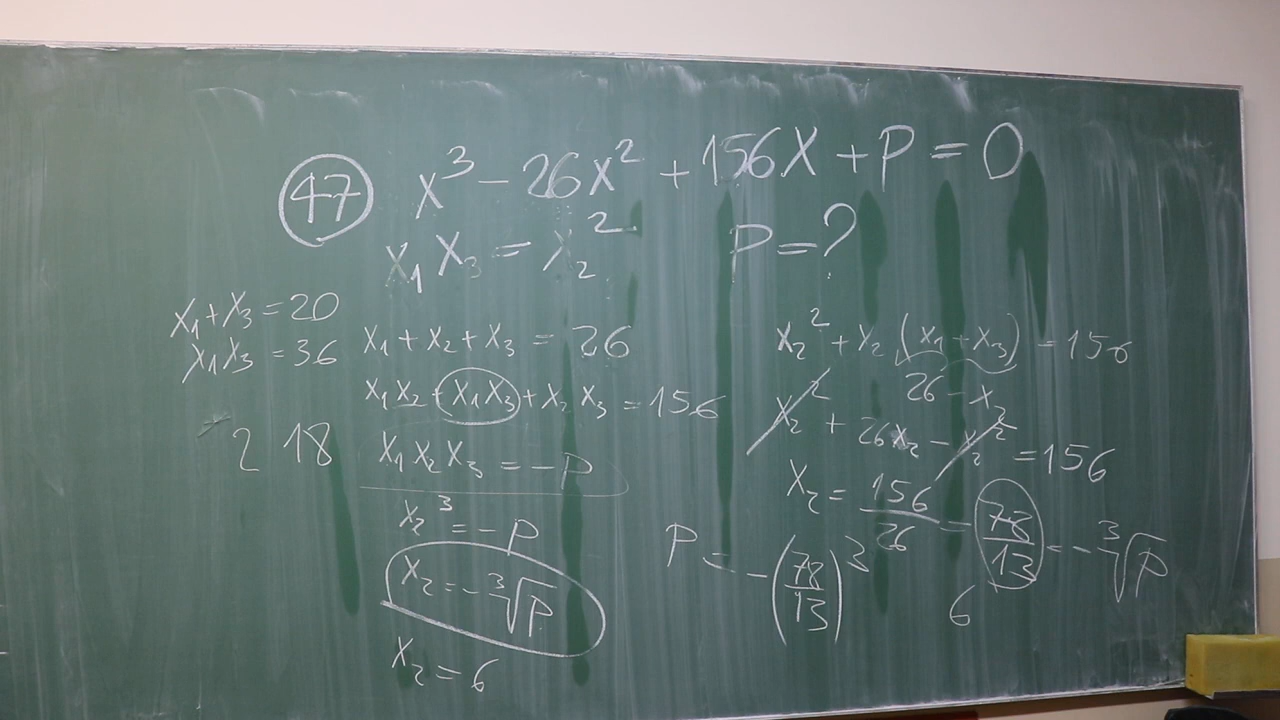 47 x³ - 26x² + 156x + p = 0
x₁x₃ = x₂² p = ?
x₁ + x₃ = 20
x₁x₃ = 36
2 18
x₁ + x₂ + x₃ = 26
x₁x₂ + x₁x₃ + x₂x₃ = 156
x₁x₂x₃ = -p
x₂³ = -p
x₂ = -∛p
x₂ = 6
x₂² + x₂(x₁ + x₃) = 156
26 - x₂
x₂² + 26x₂ - x₂² = 156
x₂ = 156/26 = 78/13 = -∛p
6
p = -(78/13)³